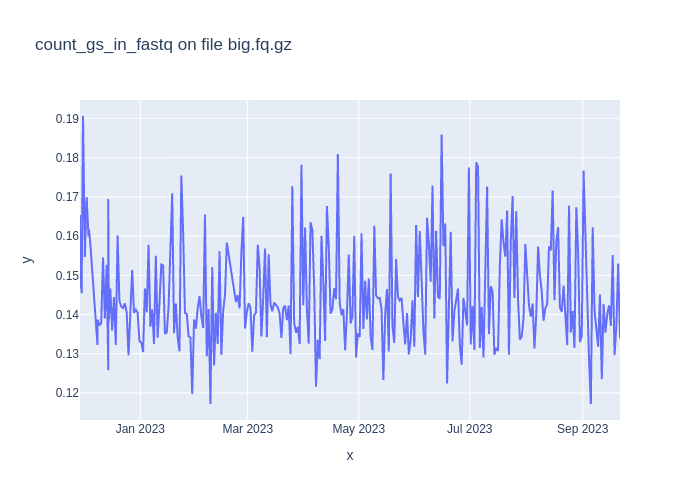 count_gs_in_fastq on file big.fq.gz
0.19
0.18
0.17
0.16
0.15
0.14
0.13
0.12
y
Jan 2023
Mar 2023
May 2023
Jul 2023
Sep 2023
x